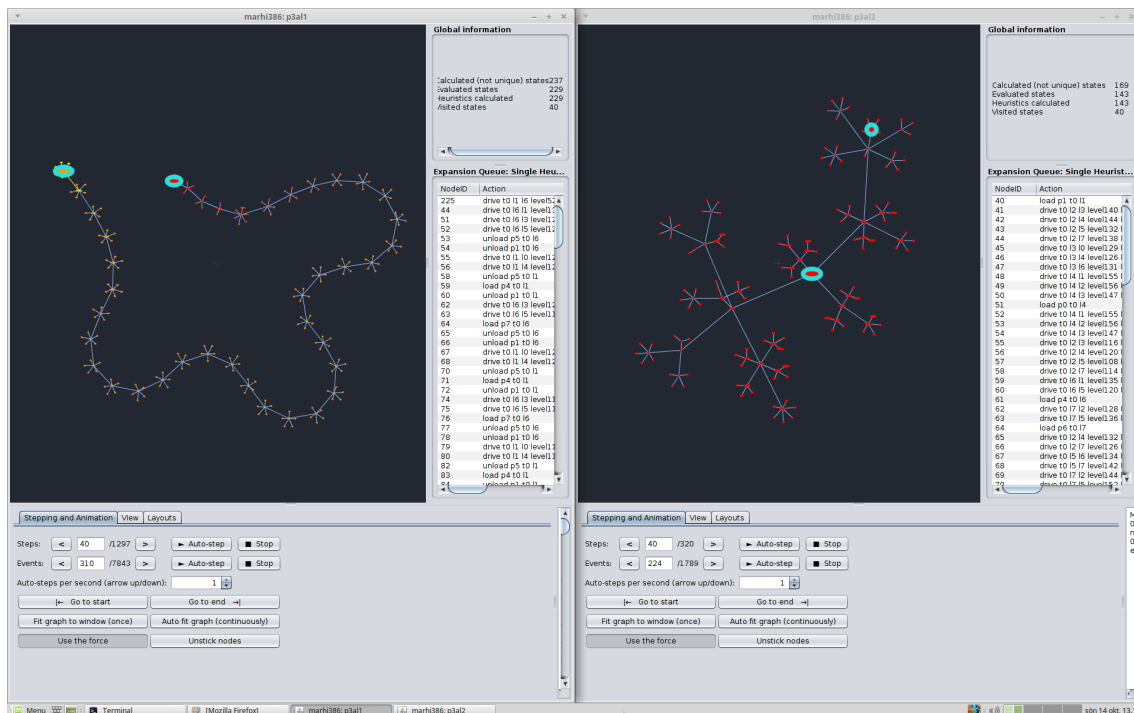 marhi386: p3al1
Global information
Calculated (not unique) states237
Evaluated states 229
Heuristics calculated 229
Visited states 40
Expansion Queue: Single Heu...
NodeID Action
225 drive t0 l1 l6 level52
44 drive t0 l6 l1 level13
51 drive t0 l6 l3 level12
52 drive t0 l6 l5 level12
53 unload p5 t0 l6
54 unload p1 t0 l6
55 drive t0 l1 l0 level12
56 drive t0 l1 l4 level12
58 unload p5 t0 l1
59 load p4 t0 l1
60 unload p1 t0 l1
62 drive t0 l6 l3 level12
63 drive t0 l6 l5 level11
64 load p7 t0 l6
65 unload p5 t0 l6
66 unload p1 t0 l6
67 drive t0 l1 l0 level12
68 drive t0 l1 l4 level12
70 unload p5 t0 l1
71 load p4 t0 l1
72 unload p1 t0 l1
74 drive t0 l6 l3 level11
75 drive t0 l6 l5 level11
76 load p7 t0 l6
77 unload p5 t0 l6
78 unload p1 t0 l6
79 drive t0 l1 l0 level11
80 drive t0 l1 l4 level11
82 unload p5 t0 l1
83 load p4 t0 l1
84 unload p1 t0 l1
Stepping and Animation View Layouts
Steps: < 40 /1297 > Auto-step Stop
Events: < 310 /7843 > Auto-step Stop
Auto-steps per second (arrow up/down): 1
|← Go to start Go to end →|
Fit graph to window (once) Auto fit graph (continuously)
Use the force Unstick nodes
marhi386: p3al2
Global information
Calculated (not unique) states 169
Evaluated states 143
Heuristics calculated 143
Visited states 40
Expansion Queue: Single Heurist...
NodeID Action
40 load p1 t0 l1
41 drive t0 l2 l3 level140
42 drive t0 l2 l4 level144
43 drive t0 l2 l5 level132
44 drive t0 l2 l7 level138
45 drive t0 l3 l0 level129
46 drive t0 l3 l4 level126
47 drive t0 l3 l6 level131
48 drive t0 l4 l1 level155
49 drive t0 l4 l2 level156
50 drive t0 l4 l3 level147
51 load p0 t0 l4
52 drive t0 l4 l1 level155
53 drive t0 l4 l2 level156
54 drive t0 l4 l3 level147
55 drive t0 l2 l3 level116
56 drive t0 l2 l4 level120
57 drive t0 l2 l5 level108
58 drive t0 l2 l7 level114
59 drive t0 l6 l1 level135
60 drive t0 l6 l5 level120
61 load p4 t0 l6
62 drive t0 l7 l2 level128
63 drive t0 l7 l5 level136
64 load p6 t0 l7
65 drive t0 l2 l4 level132
66 drive t0 l2 l7 level126
67 drive t0 l5 l6 level134
68 drive t0 l5 l7 level142
69 drive t0 l7 l2 level144
70 drive t0 l7 l5 level152
Stepping and Animation View Layouts
Steps: < 40 /320 > Auto-step Stop
Events: < 224 /1789 > Auto-step Stop
Auto-steps per second (arrow up/down): 1
|← Go to start Go to end →|
Fit graph to window (once) Auto fit graph (continuously)
Use the force Unstick nodes
Menu Terminal [Mozilla Firefox] marhi386: p3al1 marhi386: p3al2 sön 14 okt, 13.